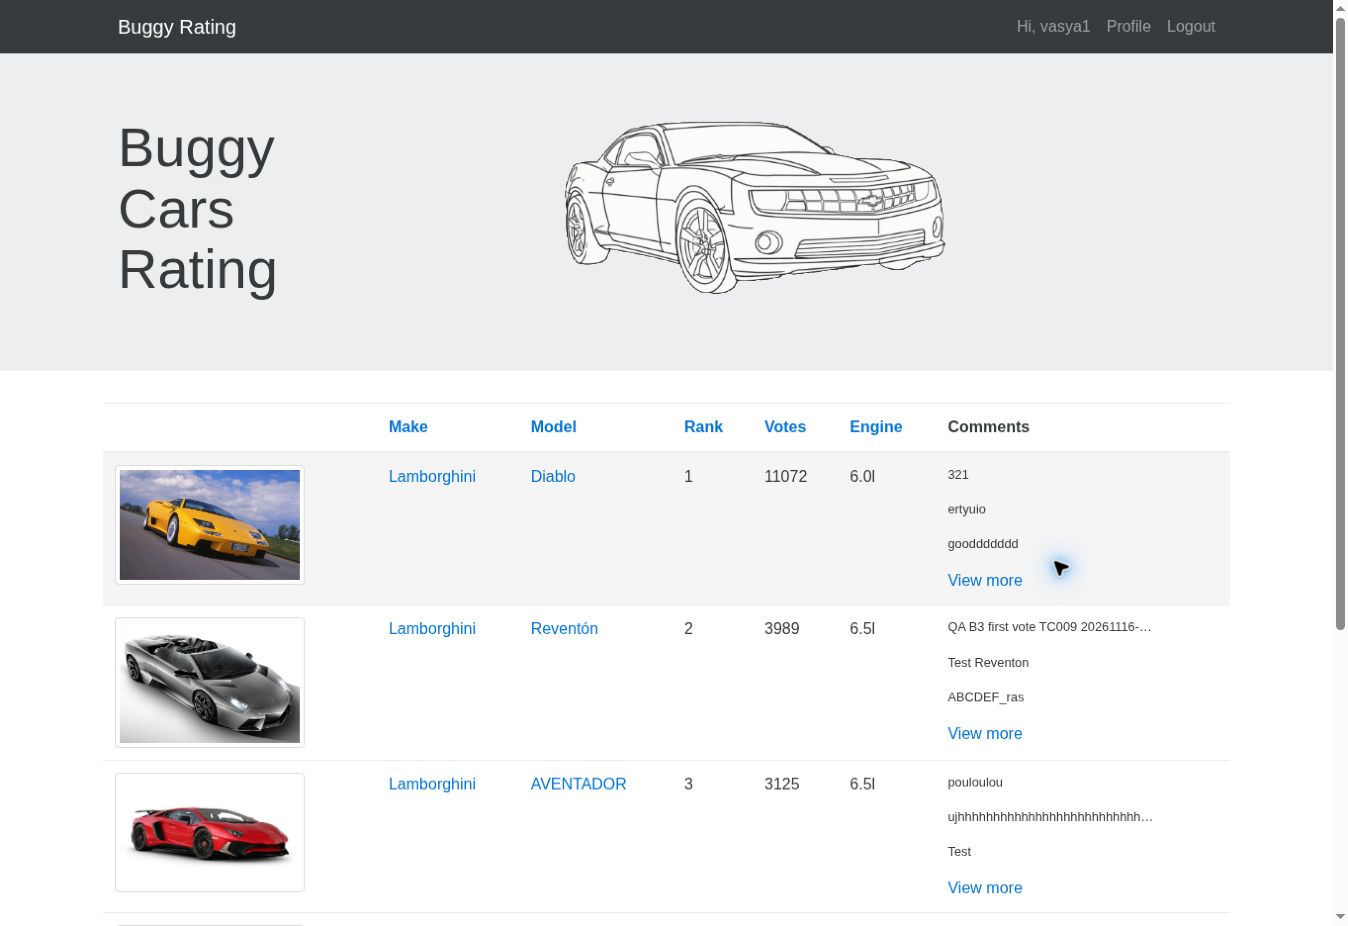 Buggy Rating
Hi, vasya1 Profile Logout
Buggy
Cars
Rating
Make Model Rank Votes Engine Comments
Lamborghini Diablo 1 11072 6.0l 321
ertyuio
gooddddddd
View more
Lamborghini Reventón 2 3989 6.5l QA B3 first vote TC009 20261116-...
Test Reventon
ABCDEF_ras
View more
Lamborghini AVENTADOR 3 3125 6.5l pouloulou
ujhhhhhhhhhhhhhhhhhhhhhhhhhh...
Test
View more